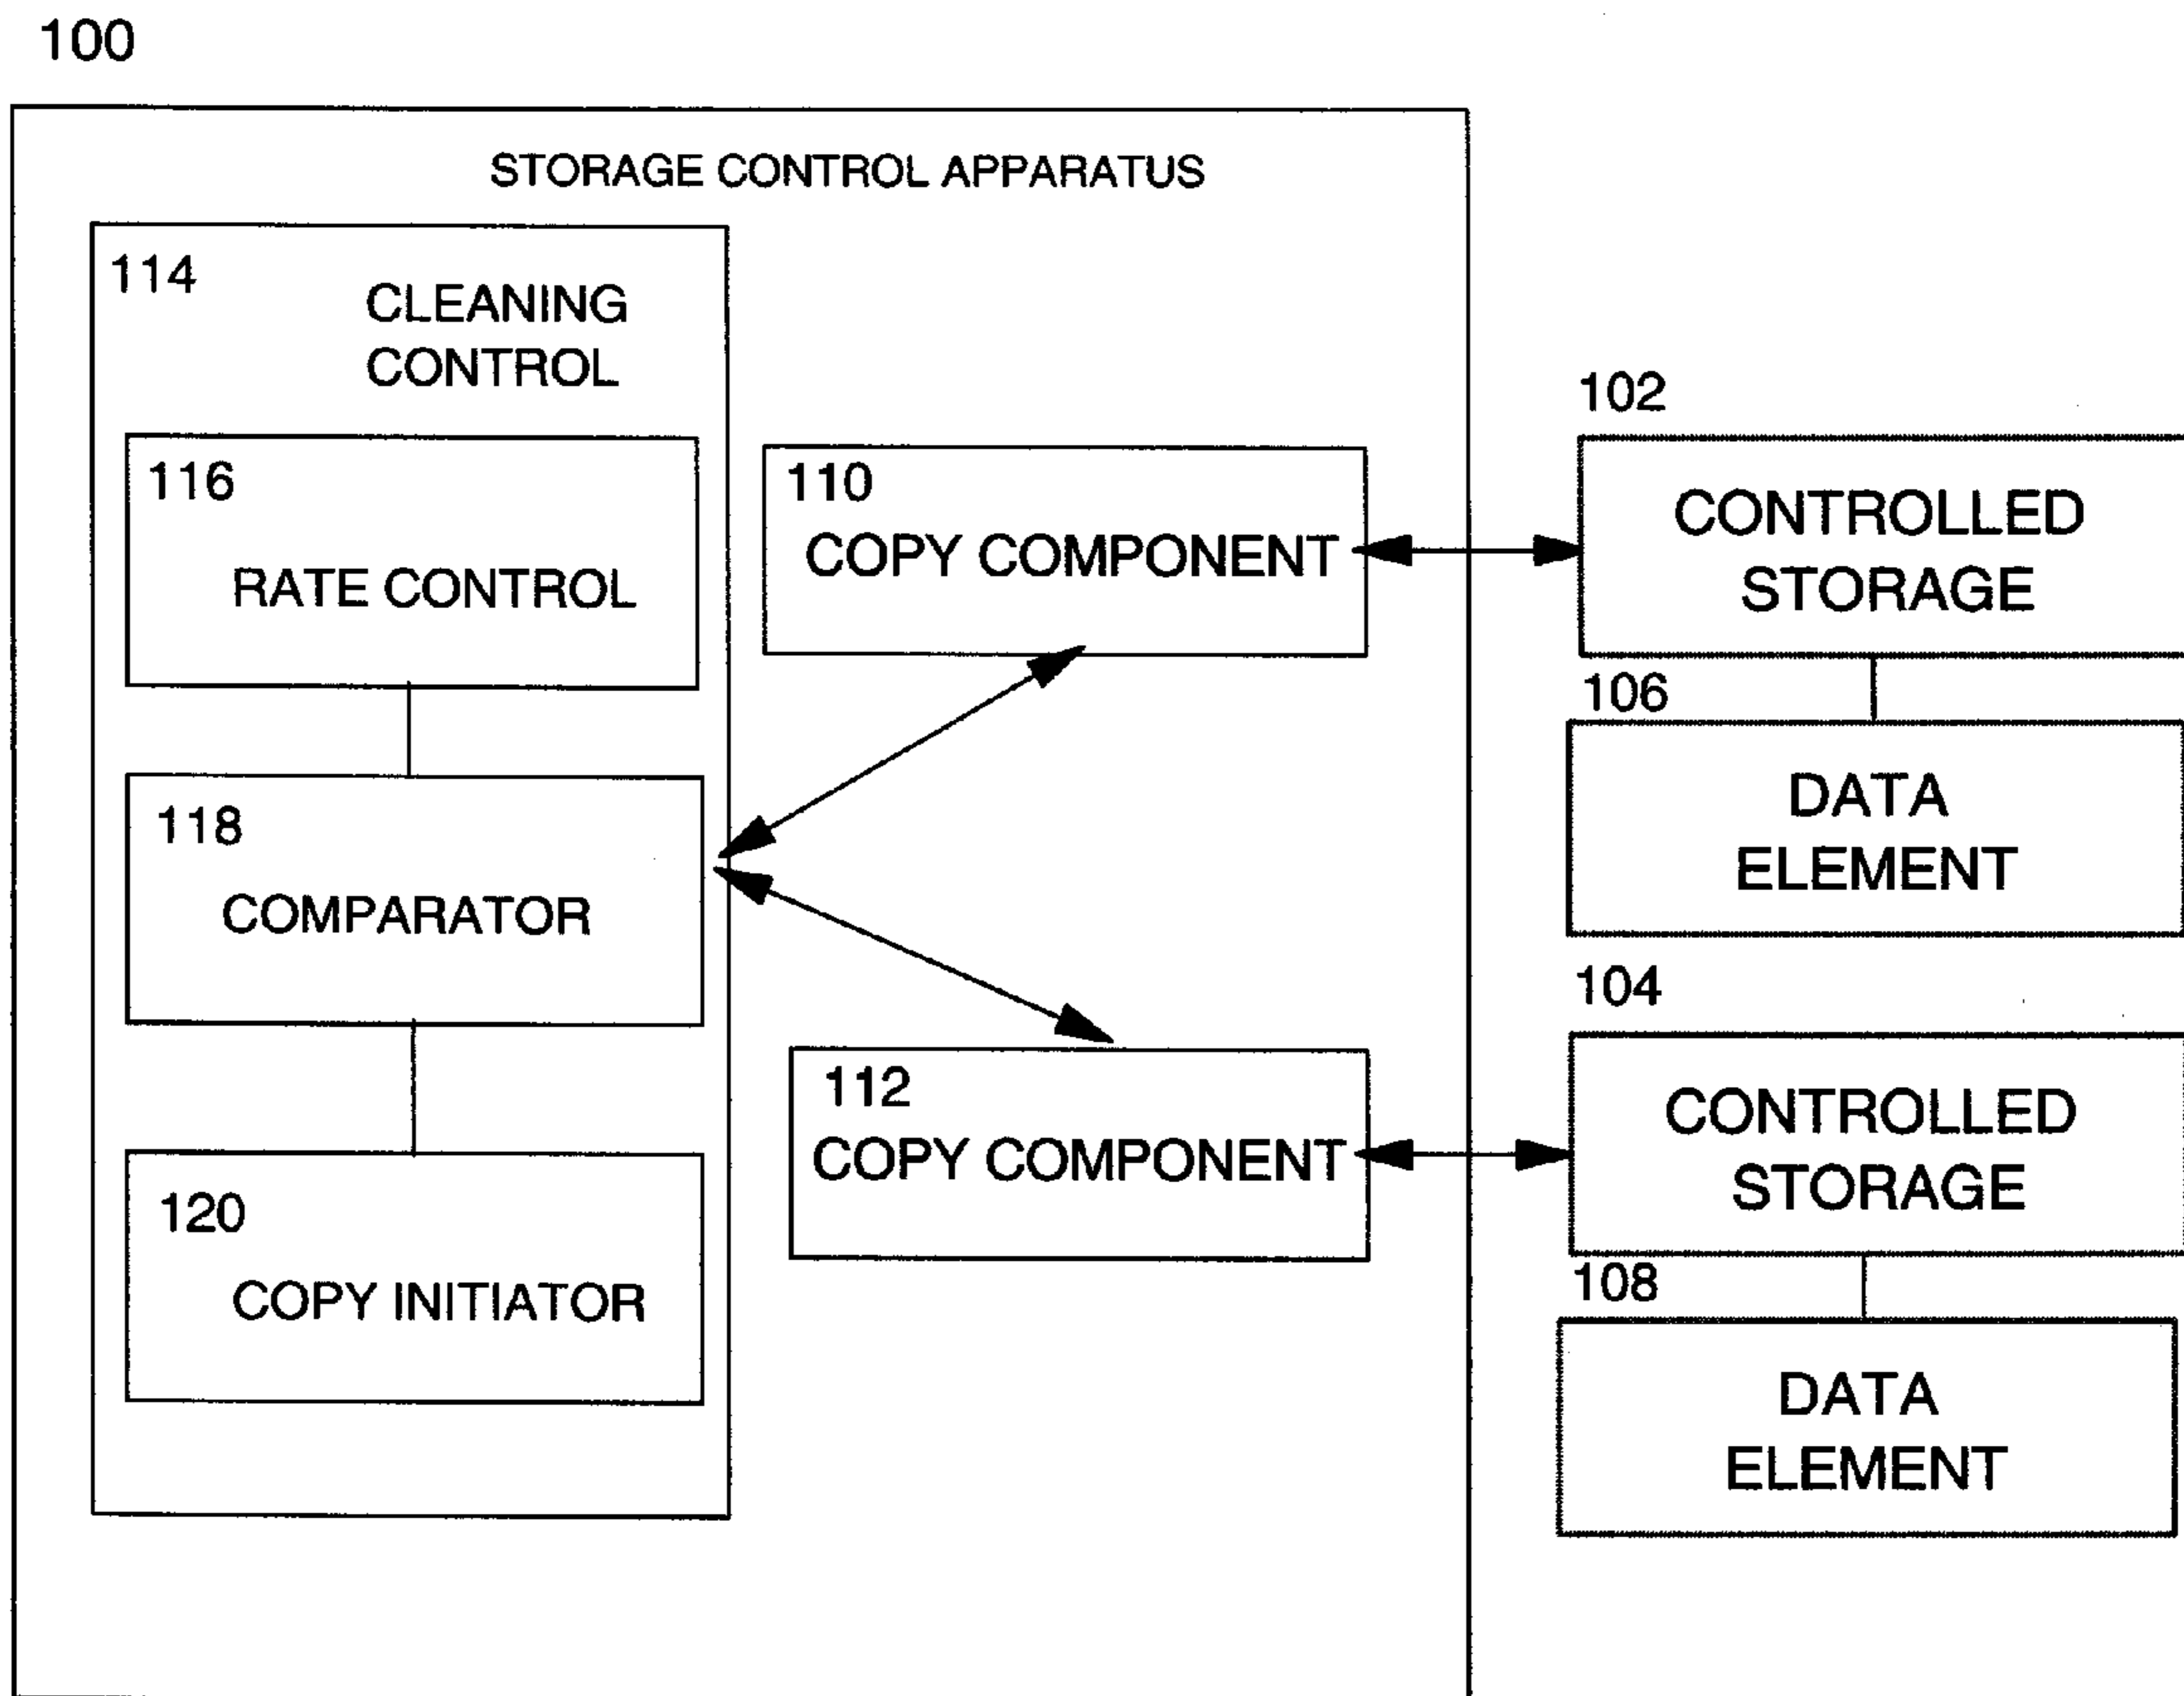 100
STORAGE CONTROL APPARATUS
114
CLEANING
CONTROL
116
RATE CONTROL
118
COMPARATOR
120
COPY INITIATOR
110
COPY COMPONENT
112
COPY COMPONENT
102
CONTROLLED
STORAGE
106
DATA
ELEMENT
104
CONTROLLED
STORAGE
108
DATA
ELEMENT